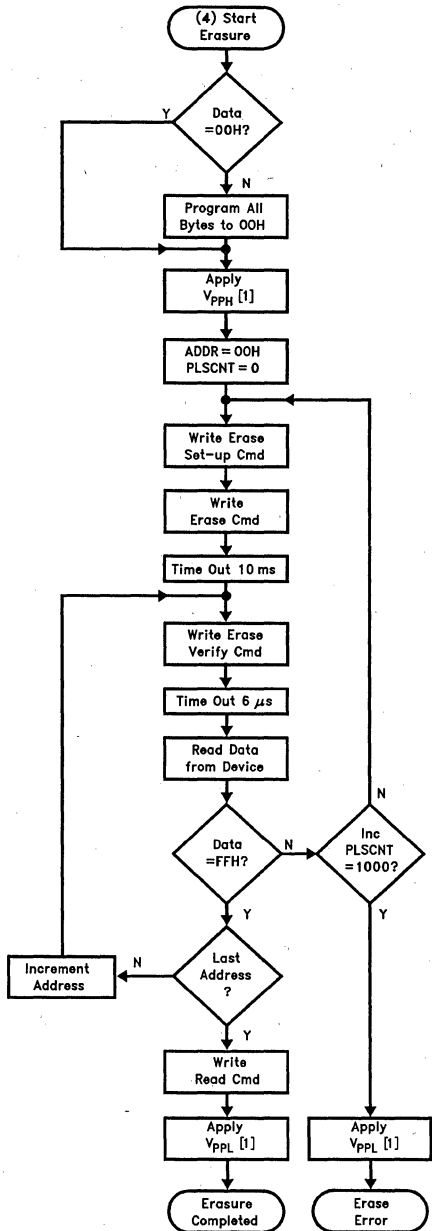 (4) Start
Erasure
Y
Data
=00H?
N
Program All
Bytes to 00H
Apply
VPPH [1]
ADDR = 00H
PLSCNT = 0
Write Erase
Set-up Cmd
Write
Erase Cmd
Time Out 10 ms
Write Erase
Verify Cmd
Time Out 6 μs
Read Data
from Device
N
Data
=FFH?
N
Inc
PLSCNT
=1000?
Y
Y
Increment
Address
N
Last
Address
?
Y
Write
Read Cmd
Apply
VPPL [1]
Apply
VPPL [1]
Erasure
Completed
Erase
Error